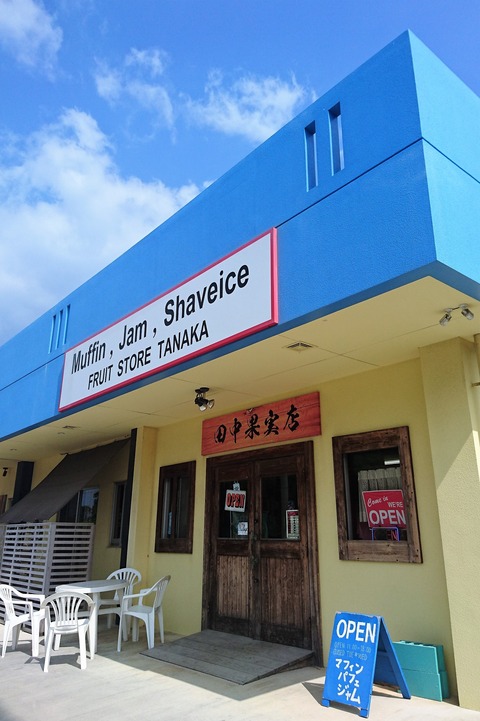 Muffin , Jam , Shaveice
FRUIT STORE TANAKA
田中果実店
OPEN
Come in
WE'RE
OPEN
OPEN
マフィン
パフェ
ジャム